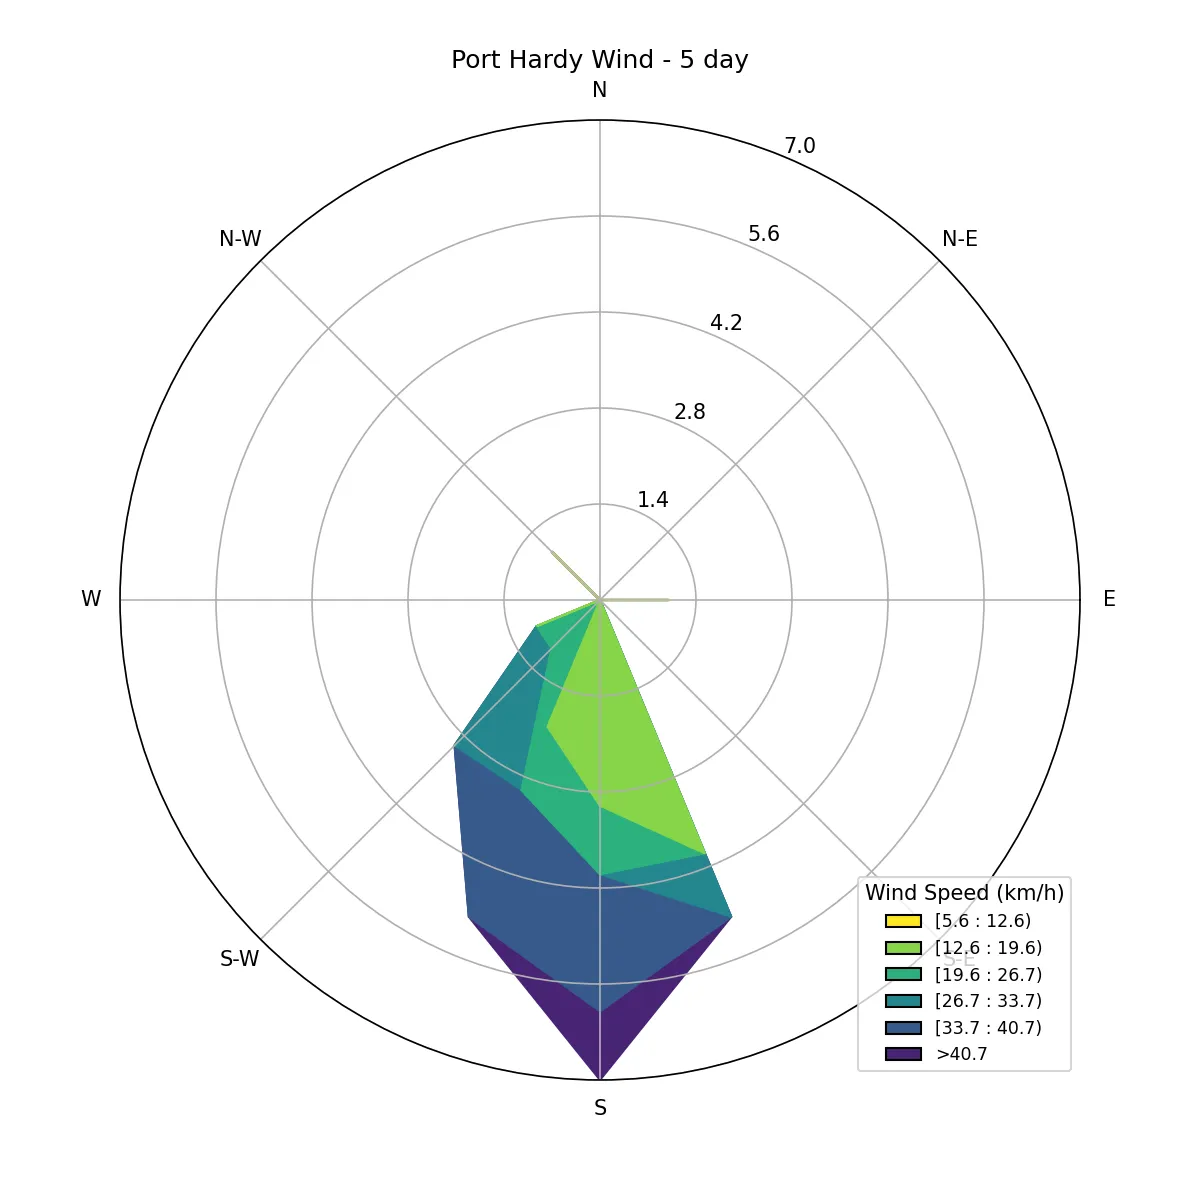 Port Hardy Wind - 5 day
N
7.0
N-W
5.6
N-E
4.2
2.8
1.4
W
E
Wind Speed (km/h)
[5.6 : 12.6)
[12.6 : 19.6)
S-W
S-E
[19.6 : 26.7)
[26.7 : 33.7)
[33.7 : 40.7)
>40.7
S